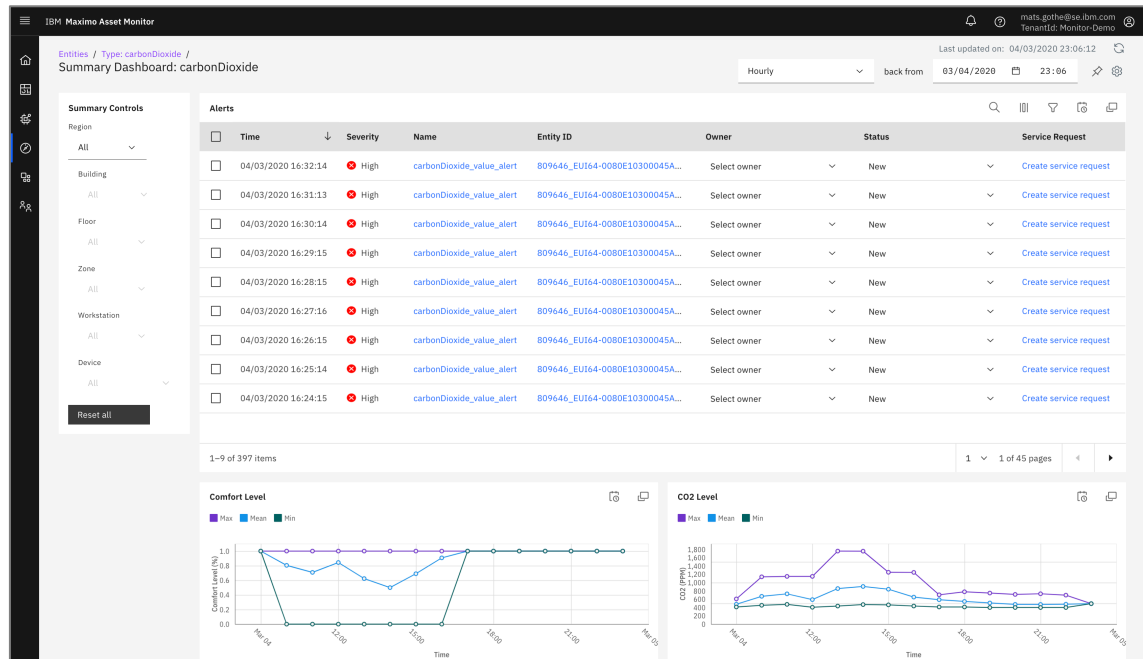 IBM Maximo Asset Monitor
mats.gothe@se.ibm.com
TenantId: Monitor-Demo
Entities / Type: carbonDioxide /
Last updated on: 04/03/2020 23:06:12
Summary Dashboard: carbonDioxide
Hourly back from 03/04/2020 23:06
Summary Controls
Region
All
Building
All
Floor
All
Zone
All
Workstation
All
Device
All
Reset all
Alerts
Time Severity Name Entity ID Owner Status Service Request
04/03/2020 16:32:14 High carbonDioxide_value_alert 809646_EUI64-0080E10300045A... Select owner New Create service request
04/03/2020 16:31:13 High carbonDioxide_value_alert 809646_EUI64-0080E10300045A... Select owner New Create service request
04/03/2020 16:30:14 High carbonDioxide_value_alert 809646_EUI64-0080E10300045A... Select owner New Create service request
04/03/2020 16:29:15 High carbonDioxide_value_alert 809646_EUI64-0080E10300045A... Select owner New Create service request
04/03/2020 16:28:15 High carbonDioxide_value_alert 809646_EUI64-0080E10300045A... Select owner New Create service request
04/03/2020 16:27:16 High carbonDioxide_value_alert 809646_EUI64-0080E10300045A... Select owner New Create service request
04/03/2020 16:26:15 High carbonDioxide_value_alert 809646_EUI64-0080E10300045A... Select owner New Create service request
04/03/2020 16:25:14 High carbonDioxide_value_alert 809646_EUI64-0080E10300045A... Select owner New Create service request
04/03/2020 16:24:15 High carbonDioxide_value_alert 809646_EUI64-0080E10300045A... Select owner New Create service request
1–9 of 397 items 1 1 of 45 pages
Comfort Level
Max Mean Min
Comfort Level (%)
1.0
0.8
0.6
0.4
0.2
0.0
Mar 04 12:00 15:00 18:00 21:00 Mar 05
Time
CO2 Level
Max Mean Min
CO2 (PPM)
1,800
1,600
1,400
1,200
1,000
800
600
400
200
0
Mar 04 12:00 15:00 18:00 21:00 Mar 05
Time